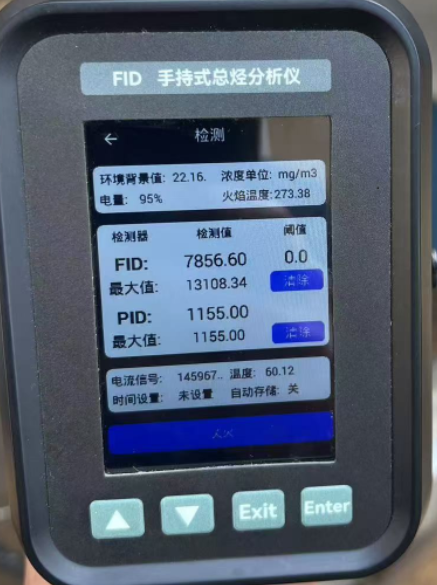 FID 手持式总烃分析仪
← 检测
环境背景值: 22.16. 浓度单位: mg/m3
电量: 95% 火焰温度:273.38
检测器 检测值 阈值
FID: 7856.60 0.0
最大值: 13108.34 清除
PID: 1155.00
最大值: 1155.00 清除
电流信号: 145967.. 温度: 60.12
时间设置: 未设置 自动存储: 关
Exit
Enter